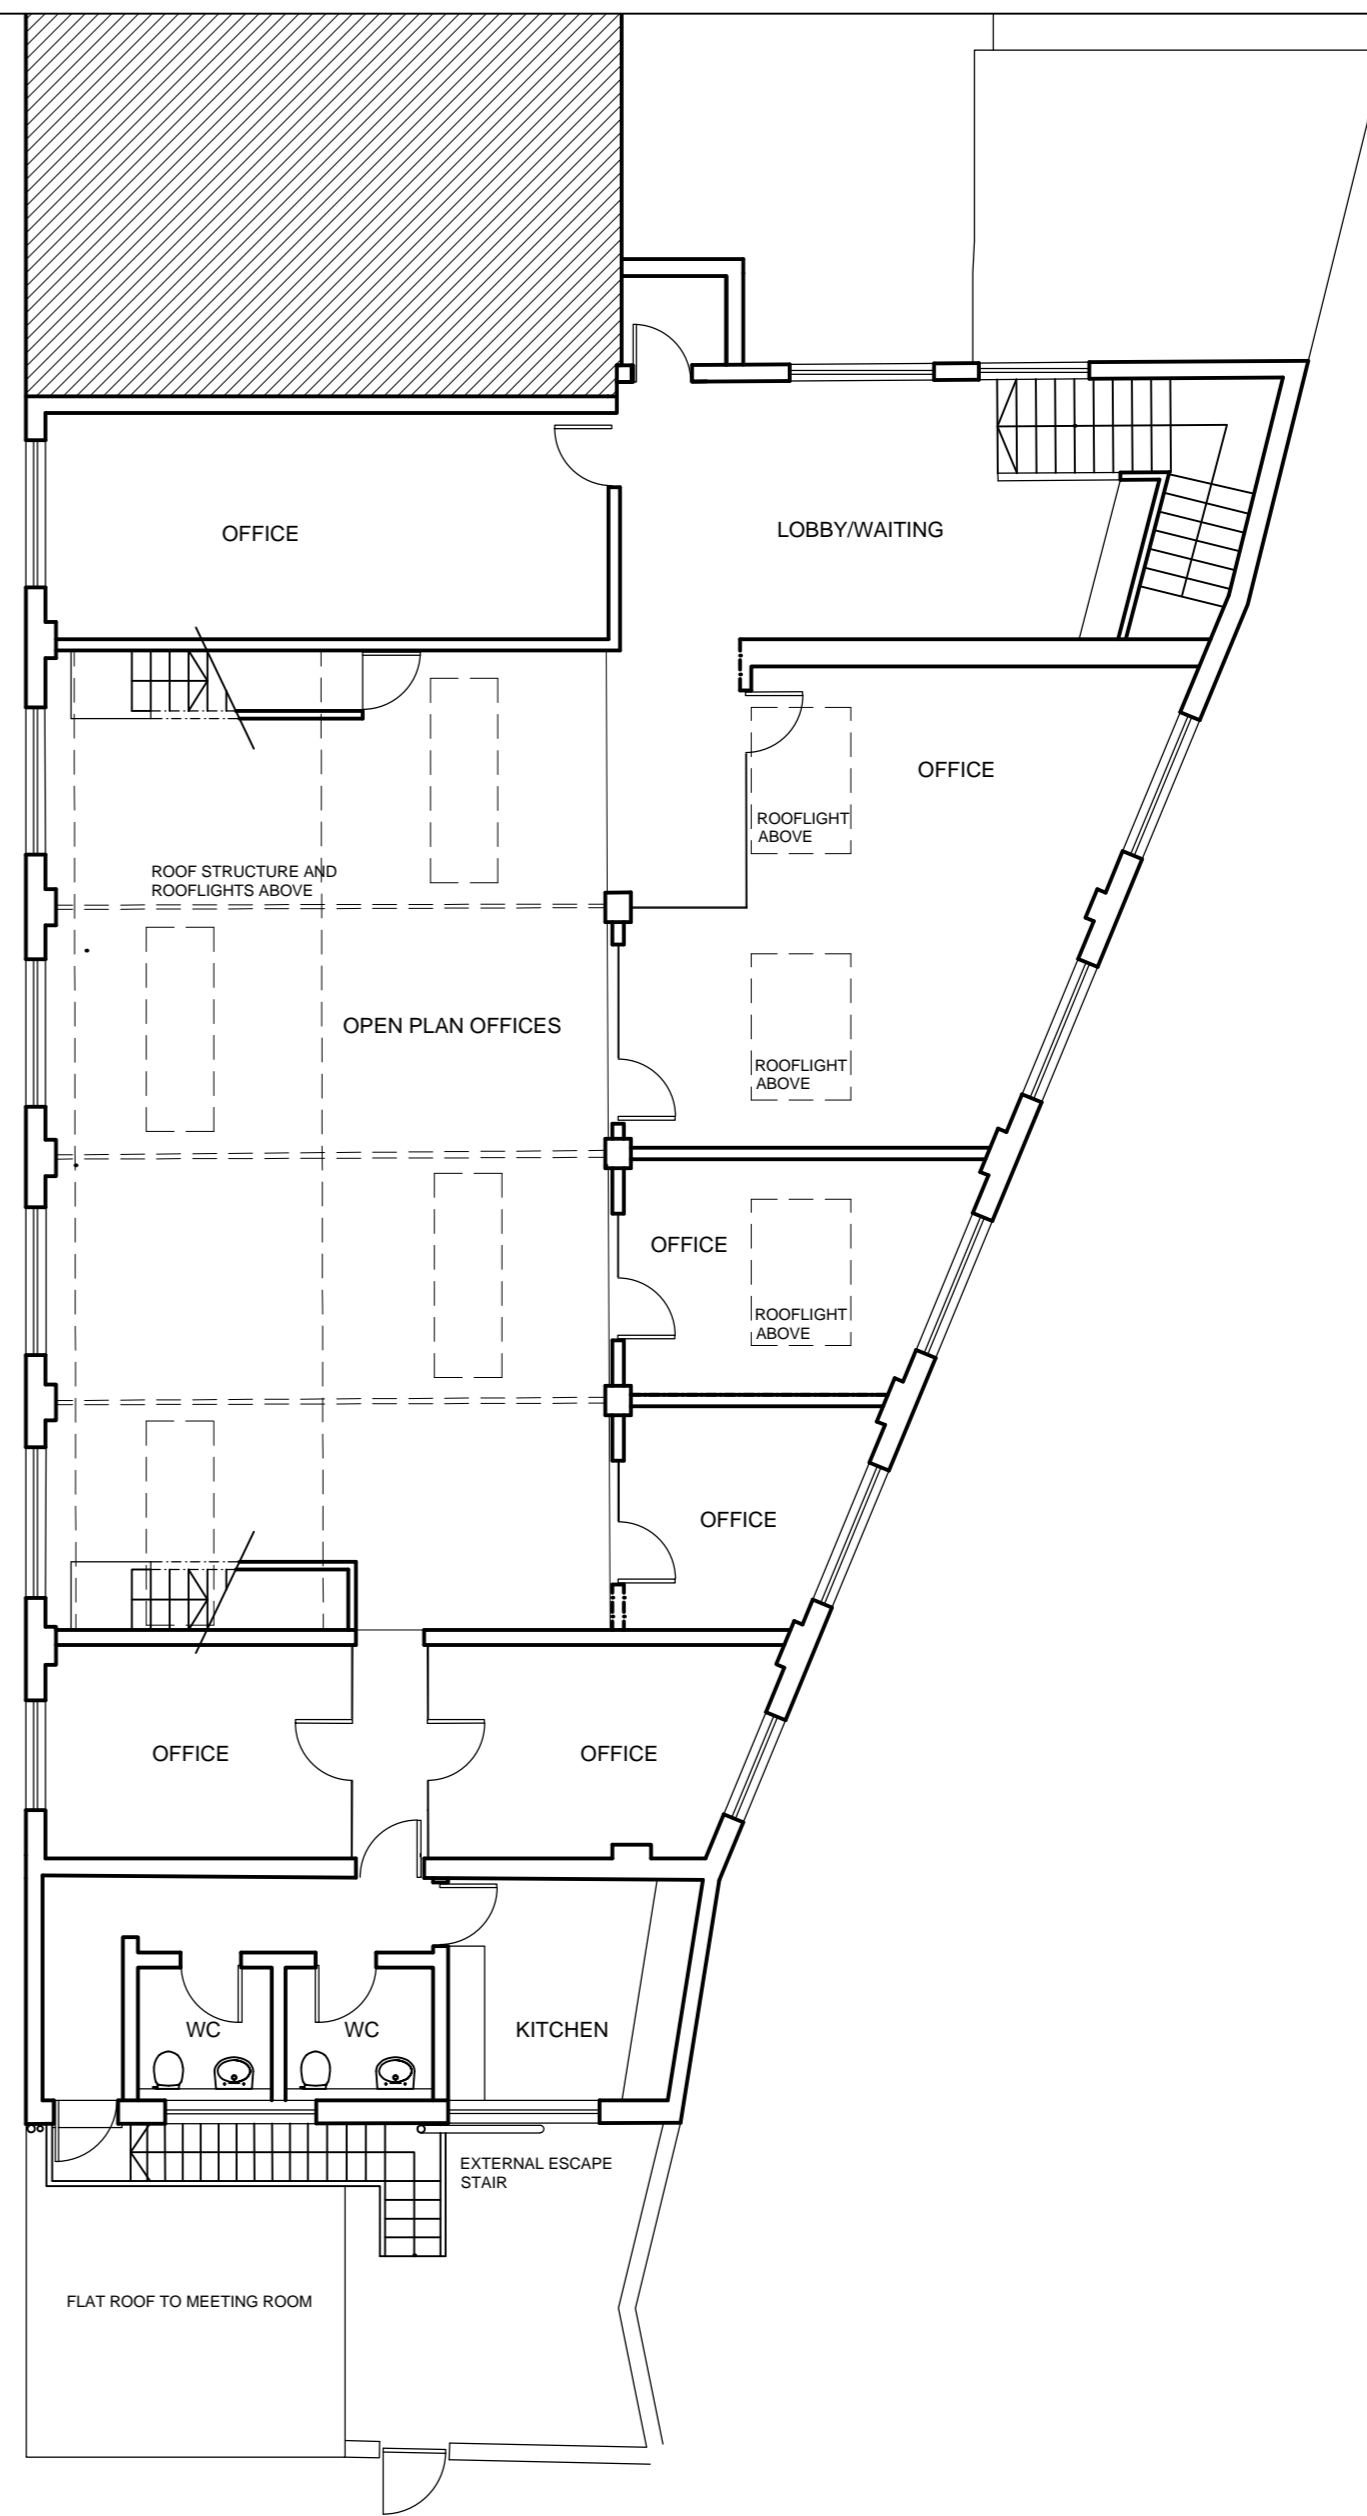 OFFICE
LOBBY/WAITING
OFFICE
ROOFLIGHT
ABOVE
ROOF STRUCTURE AND
ROOFLIGHTS ABOVE
OPEN PLAN OFFICES
ROOFLIGHT
ABOVE
OFFICE
ROOFLIGHT
ABOVE
OFFICE
OFFICE
OFFICE
WC
WC
KITCHEN
EXTERNAL ESCAPE
STAIR
FLAT ROOF TO MEETING ROOM